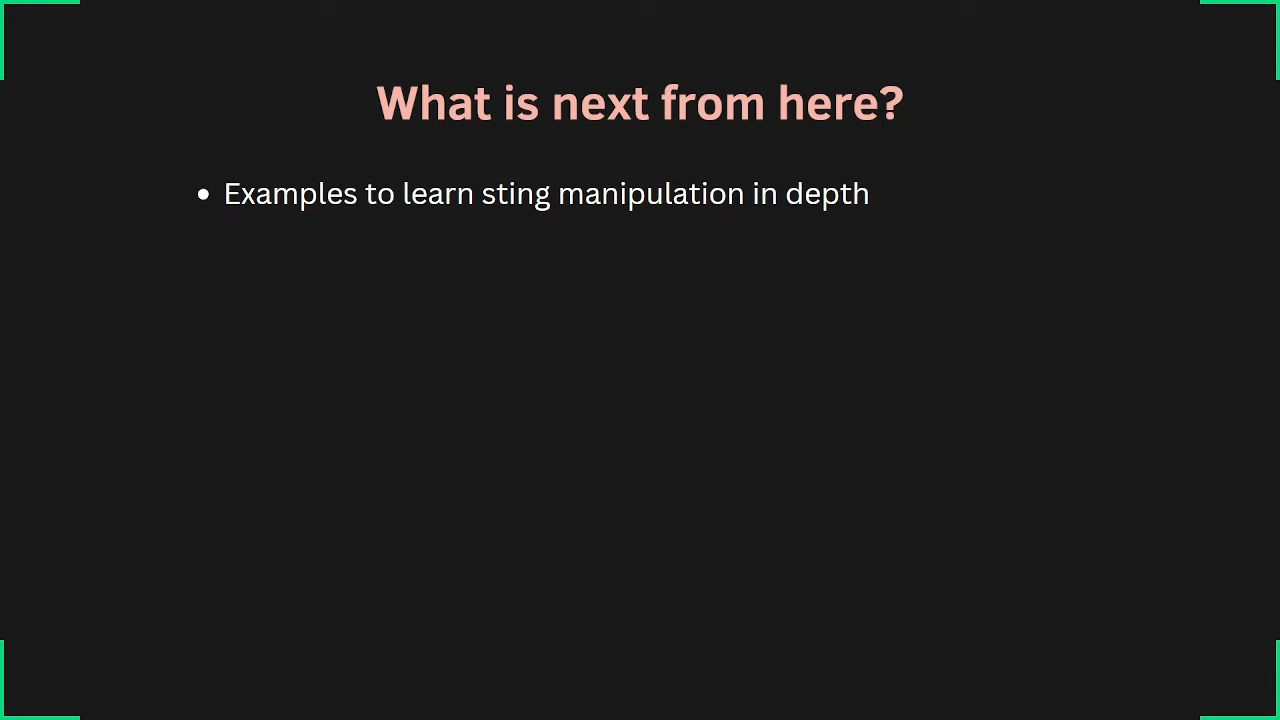 What is next from here?
• Examples to learn sting manipulation in depth